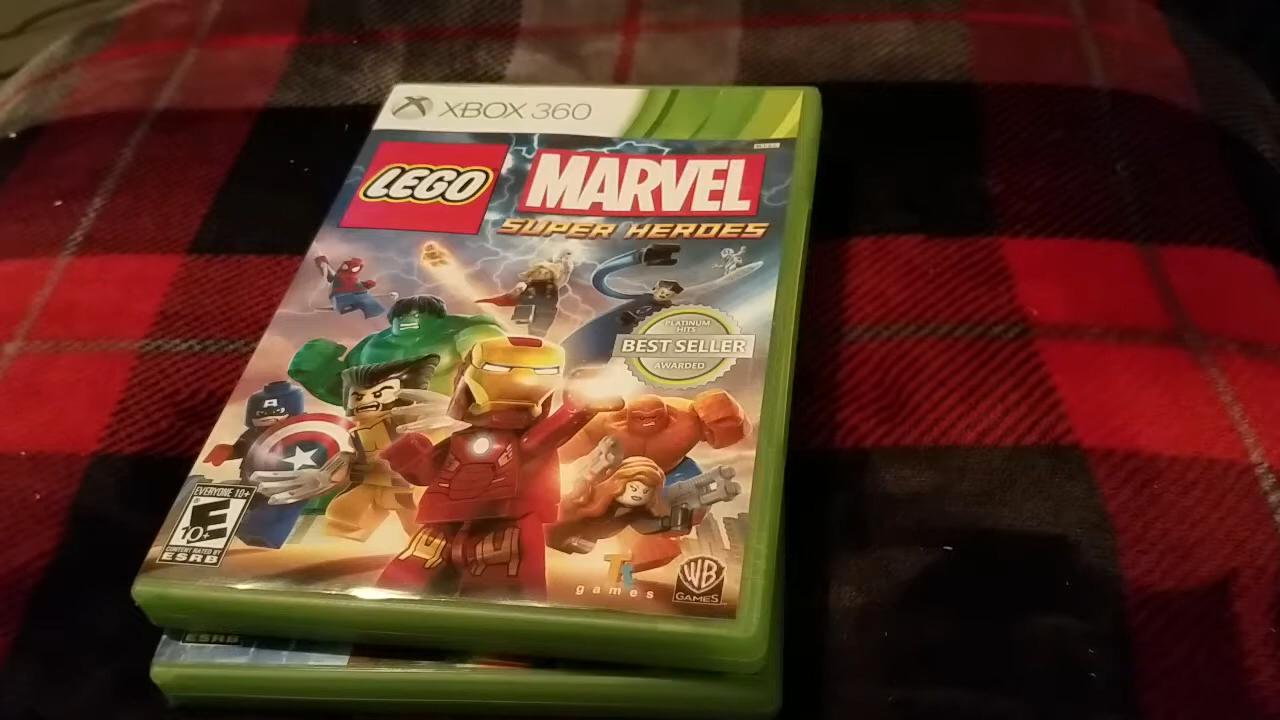 XBOX 360
LEGO MARVEL
SUPER HEROES
PLATINUM
HITS
BEST SELLER
AWARDED
A
EVERYONE 10+
E
10+
CONTENT RATED BY
ESRB
Tt
games
WB
GAMES
ESRB